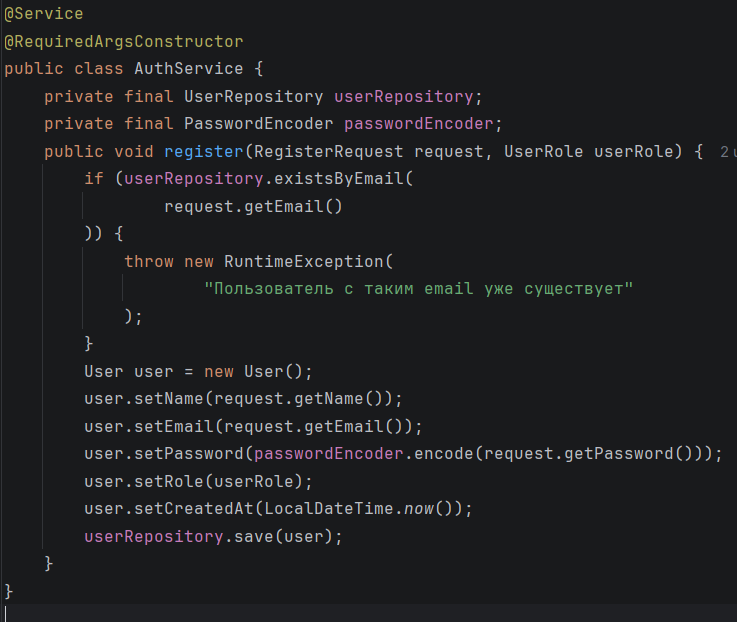 @Service
@RequiredArgsConstructor
public class AuthService {
    private final UserRepository userRepository;
    private final PasswordEncoder passwordEncoder;
    public void register(RegisterRequest request, UserRole userRole) {  2 u
        if (userRepository.existsByEmail(
                request.getEmail()
        )) {
            throw new RuntimeException(
                    "Пользователь с таким email уже существует"
            );
        }
        User user = new User();
        user.setName(request.getName());
        user.setEmail(request.getEmail());
        user.setPassword(passwordEncoder.encode(request.getPassword()));
        user.setRole(userRole);
        user.setCreatedAt(LocalDateTime.now());
        userRepository.save(user);
    }
}